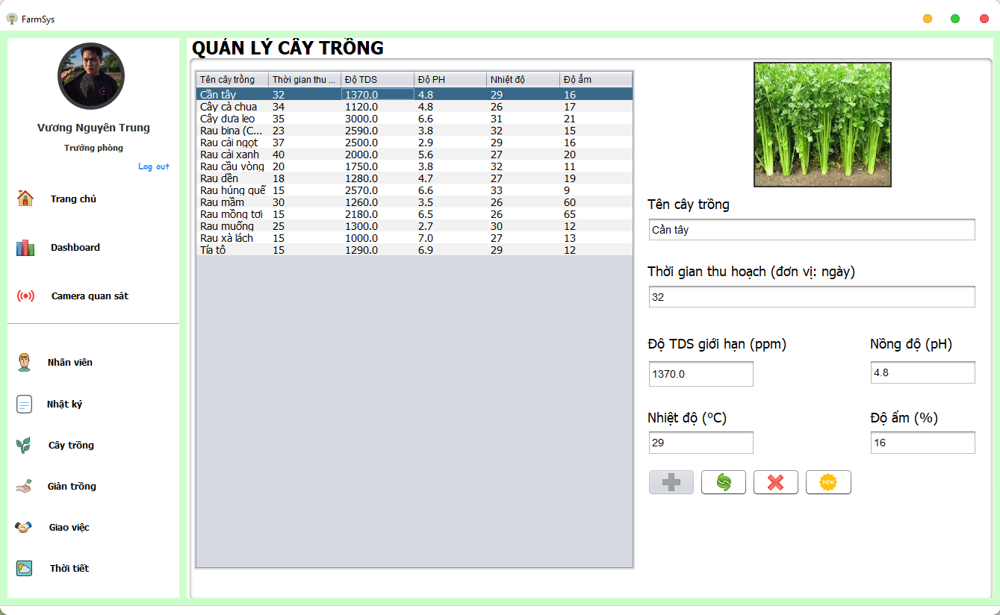 FarmSys
Vương Nguyên Trung
Trưởng phòng
Log out
Trang chủ
Dashboard
Camera quan sát
Nhân viên
Nhật ký
Cây trồng
Giàn trồng
Giao việc
Thời tiết
QUẢN LÝ CÂY TRỒNG
Tên cây trồng Thời gian thu ... Độ TDS Độ PH Nhiệt độ Độ ẩm
Cần tây 32 1370.0 4.8 29 16
Cây cà chua 34 1120.0 4.8 26 17
Cây dưa leo 35 3000.0 6.6 31 21
Rau bina (C... 23 2590.0 3.8 32 15
Rau cải ngọt 37 2500.0 2.9 29 16
Rau cải xanh 40 2000.0 5.6 27 20
Rau cầu vòng 20 1750.0 3.8 32 11
Rau dền 18 1280.0 4.7 27 19
Rau húng quế 15 2570.0 6.6 33 9
Rau mầm 30 1260.0 3.5 26 60
Rau mồng tơi 15 2180.0 6.5 26 65
Rau muống 25 1300.0 2.7 30 12
Rau xà lách 15 1000.0 7.0 27 13
Tía tô 15 1290.0 6.9 29 12
Tên cây trồng
Cần tây
Thời gian thu hoạch (đơn vị: ngày)
32
Độ TDS giới hạn (ppm) Nồng độ (pH)
1370.0 4.8
Nhiệt độ (ºC) Độ ẩm (%)
29 16
NEW